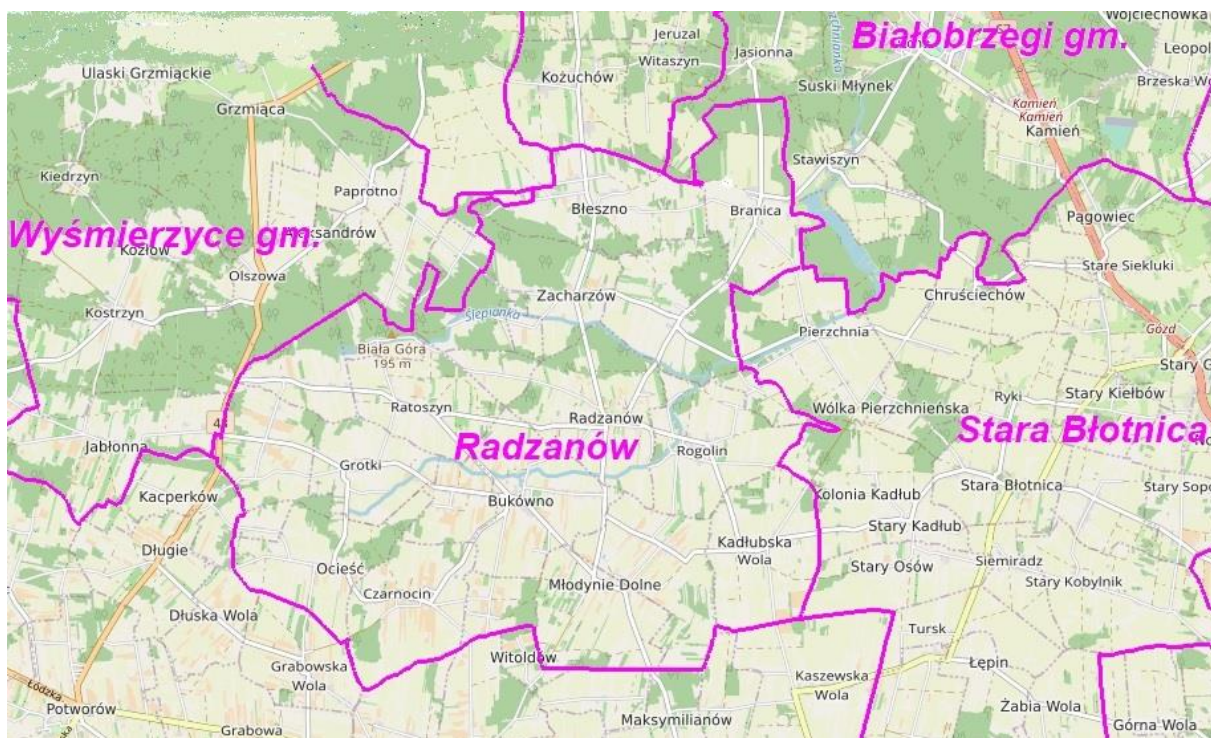 Wojciechówka
Białobrzegi gm.
Jeruzal
Witaszyn
Jasionna
Leopol
Ulaski Grzmiąckie
Kożuchów
Suski Młynek
Brzeska Wo
Grzmiąca
Kamień
Kamień
Kamień
Stawiszyn
Kiedrzyn
Paprotno
Błeszno
Branica
Pągowiec
Wyśmierzyce gm.
Aleksandrów
Kozłów
Olszowa
Stare Siekluki
Zacharzów
Chruściechów
Kostrzyn
Ślepianka
Pierzchnia
Gózd
Biała Góra
195 m
Stary G
Ratoszyn
Radzanów
Wólka Pierzchnieńska
Ryki
Stary Kiełbów
Radzanów
Stara Błotnica
Jabłonna
Rogolin
Grotki
Kacperków
Bukówno
Kolonia Kadłub
Stara Błotnica
Stary Sopo
Stary Kadłub
Długie
Kadłubska
Wola
Ocieść
Stary Osów
Siemiradz
Młodynie Dolne
Stary Kobylnik
Czarnocin
Dłuska Wola
Tursk
Witoldów
Łępin
Grabowska
Wola
Kaszewska
Wola
Łódzka
Potworów
Żabia Wola
Maksymilianów
Górna Wola
Grabowa